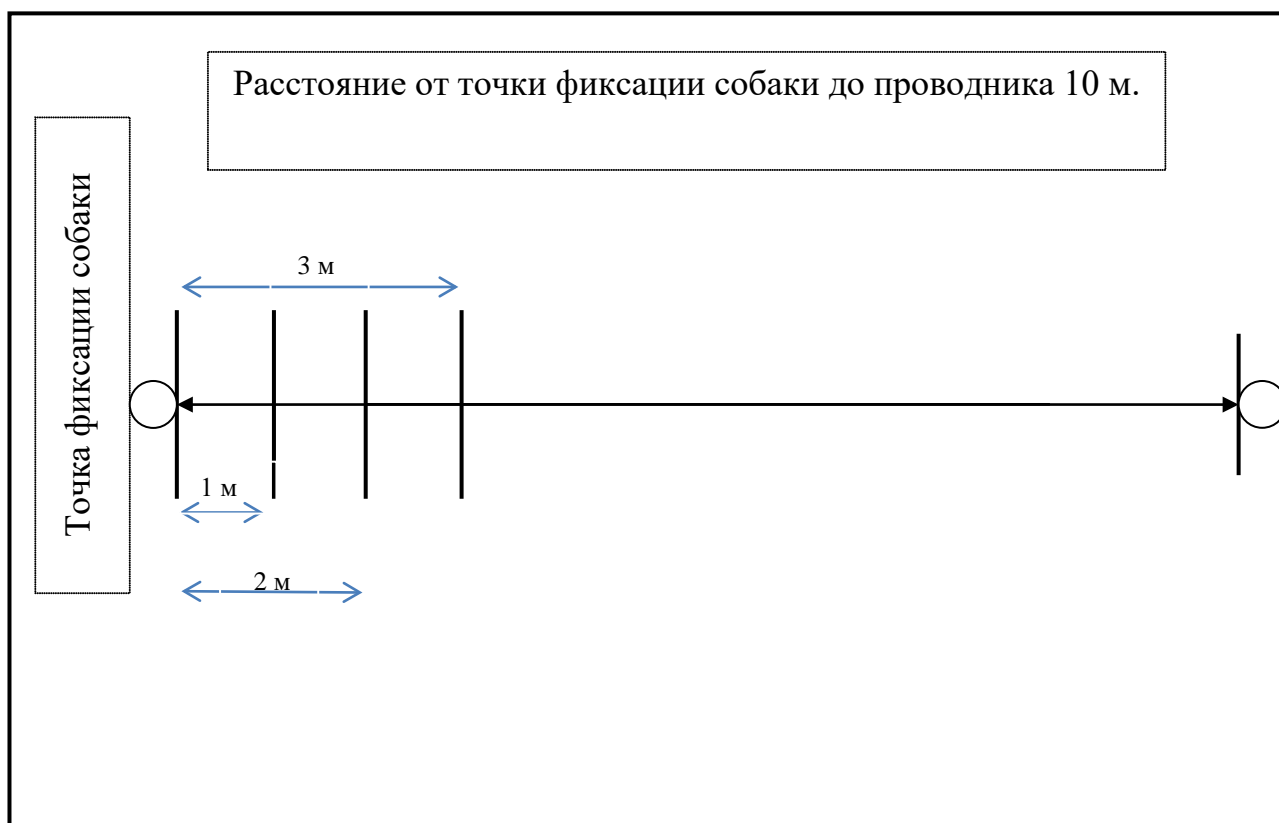 Расстояние от точки фиксации собаки до проводника 10 м.
Точка фиксации собаки
3 м
1 м
2 м